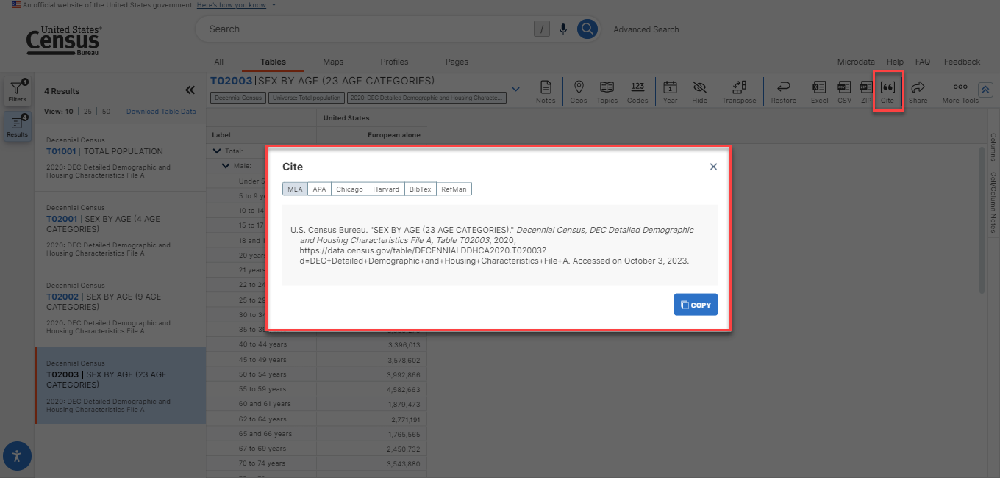 An official website of the United States government Here's how you know
United States®
Census
Bureau
Search
/
Advanced Search
All Tables Maps Profiles Pages
Microdata Help FAQ Feedback
1
Filters
4
Results
4 Results
View: 10 | 25 | 50 Download Table Data
Decennial Census
T01001 | TOTAL POPULATION
2020: DEC Detailed Demographic and
Housing Characteristics File A
Decennial Census
T02001 | SEX BY AGE (4 AGE
CATEGORIES)
2020: DEC Detailed Demographic and
Housing Characteristics File A
Decennial Census
T02002 | SEX BY AGE (9 AGE
CATEGORIES)
2020: DEC Detailed Demographic and
Housing Characteristics File A
Decennial Census
T02003 | SEX BY AGE (23 AGE
CATEGORIES)
2020: DEC Detailed Demographic and
Housing Characteristics File A
T02003 | SEX BY AGE (23 AGE CATEGORIES)
Decennial Census Universe: Total population 2020: DEC Detailed Demographic and Housing Characte...
Notes Geos Topics Codes Year Hide Transpose Restore Excel CSV ZIP Cite Share More Tools
123
1
United States
Label European alone
Total:
Male:
Under 5
5 to 9 ye
10 to 14
15 to 17
18 and 1
20 years
21 years
22 to 24
25 to 29
30 to 34
35 to 39
40 to 44 years 3,396,013
45 to 49 years 3,578,602
50 to 54 years 3,992,866
55 to 59 years 4,582,663
60 and 61 years 1,879,473
62 to 64 years 2,771,191
65 and 66 years 1,765,565
67 to 69 years 2,450,732
70 to 74 years 3,543,880
Columns
Cell/Column Notes
Cite
MLA APA Chicago Harvard BibTex RefMan
U.S. Census Bureau. "SEX BY AGE (23 AGE CATEGORIES)." Decennial Census, DEC Detailed Demographic
and Housing Characteristics File A, Table T02003, 2020,
https://data.census.gov/table/DECENNIALDDHCA2020.T02003?
d=DEC+Detailed+Demographic+and+Housing+Characteristics+File+A. Accessed on October 3, 2023.
COPY